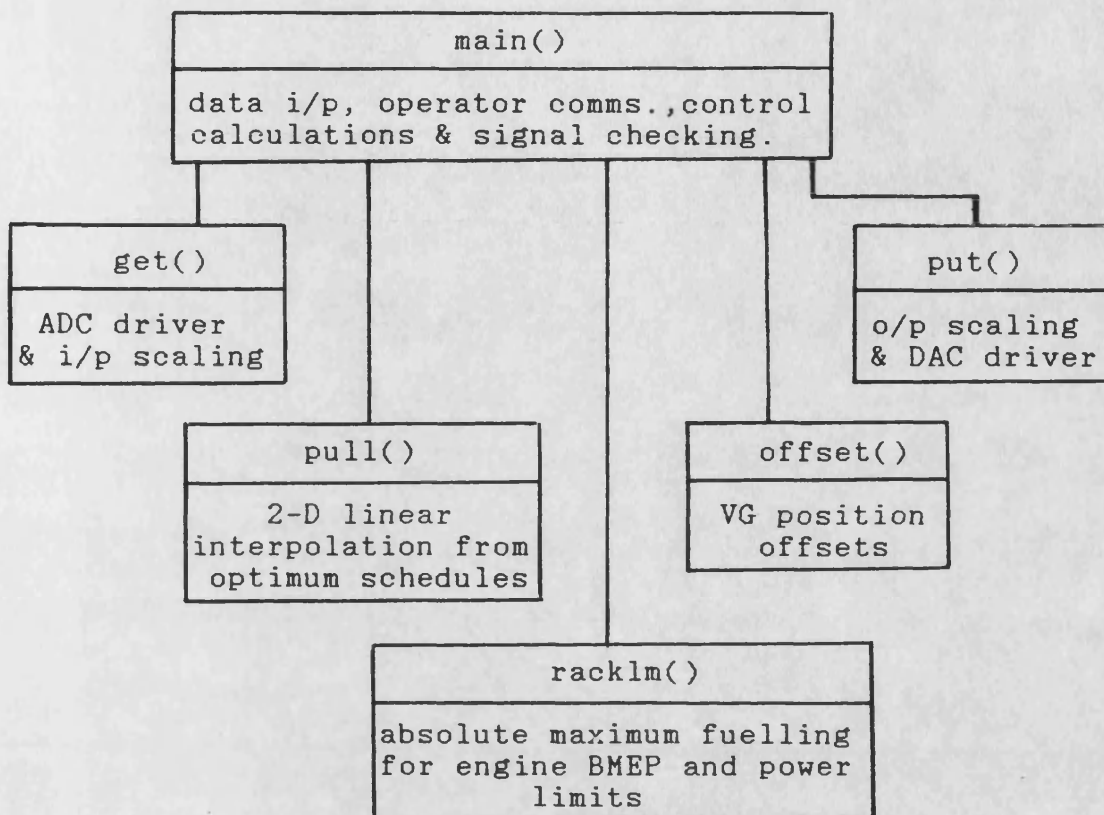 main()
data i/p, operator comms.,control
calculations & signal checking.
get()
ADC driver
& i/p scaling
put()
o/p scaling
& DAC driver
pull()
2-D linear
interpolation from
optimum schedules
offset()
VG position
offsets
racklm()
absolute maximum fuelling
for engine BMEP and power
limits